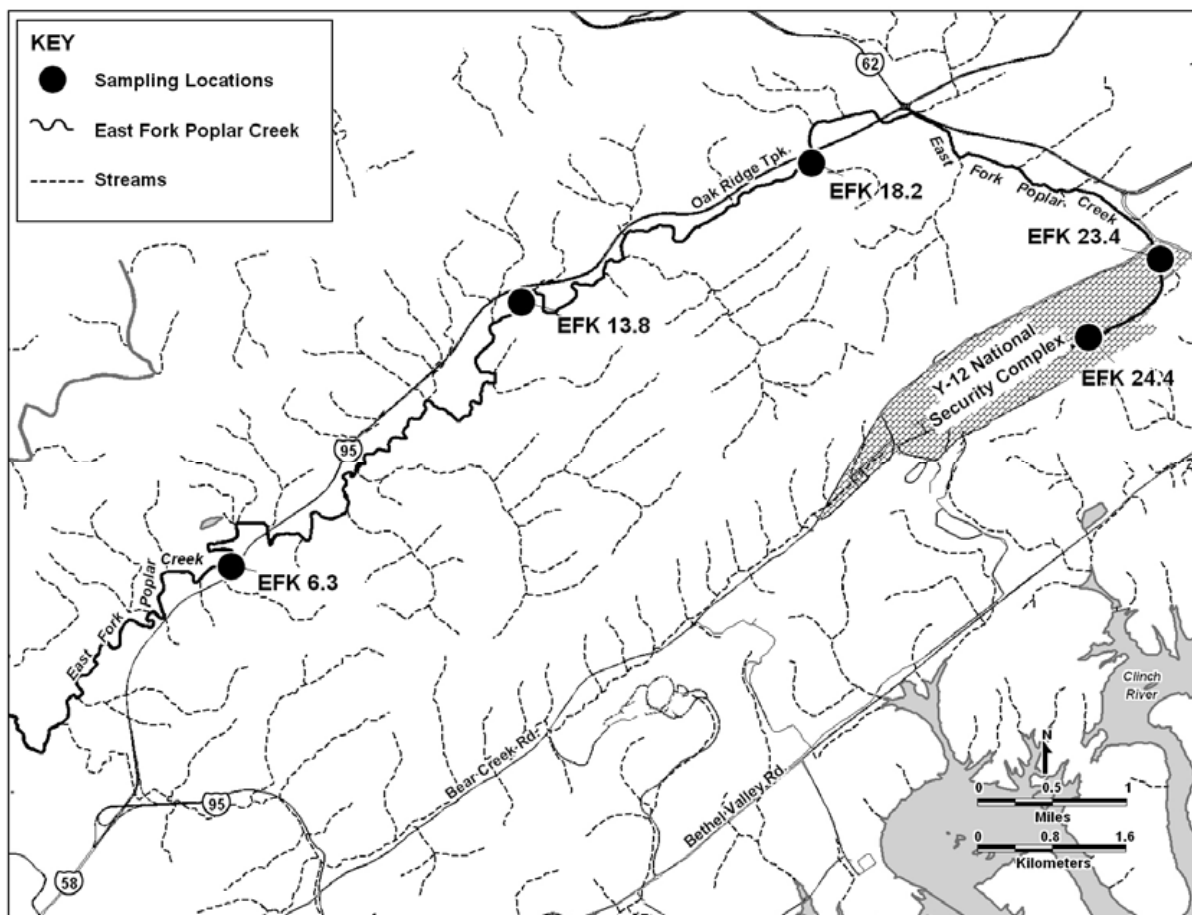 KEY
Sampling Locations
East Fork Poplar Creek
Streams
62
Oak Ridge Tpk.
EFK 18.2
East Fork Poplar Creek
EFK 23.4
EFK 13.8
Y-12 National
Security Complex
EFK 24.4
95
East Fork Poplar Creek
EFK 6.3
Clinch
River
Bear Creek Rd.
Bethel Valley Rd.
N
0 0.5 1
Miles
0 0.8 1.6
Kilometers
95
58